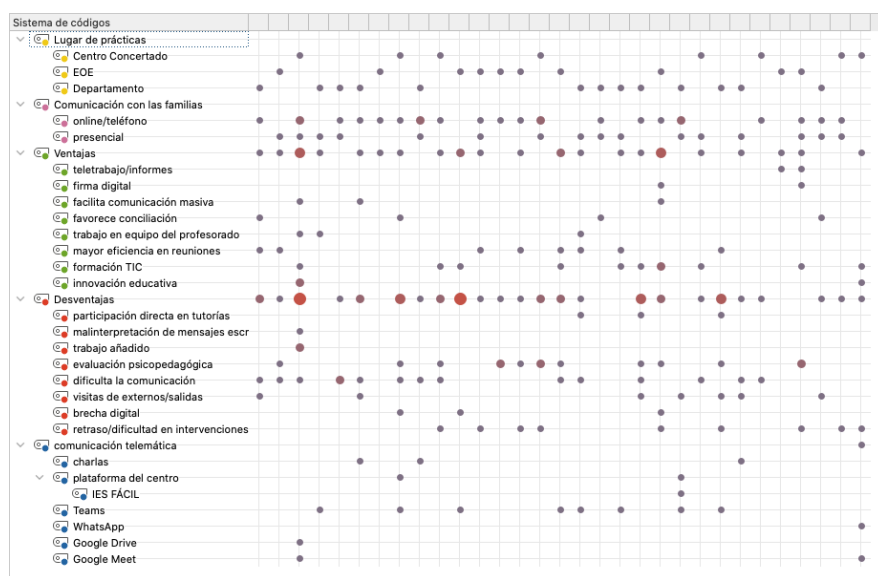 Sistema de códigos
Lugar de prácticas
Centro Concertado
EOE
Departamento
Comunicación con las familias
online/teléfono
presencial
Ventajas
teletrabajo/informes
firma digital
facilita comunicación masiva
favorece conciliación
trabajo en equipo del profesorado
mayor eficiencia en reuniones
formación TIC
innovación educativa
Desventajas
participación directa en tutorías
malinterpretación de mensajes escr
trabajo añadido
evaluación psicopedagógica
dificulta la comunicación
visitas de externos/salidas
brecha digital
retraso/dificultad en intervenciones
comunicación telemática
charlas
plataforma del centro
IES FÁCIL
Teams
WhatsApp
Google Drive
Google Meet